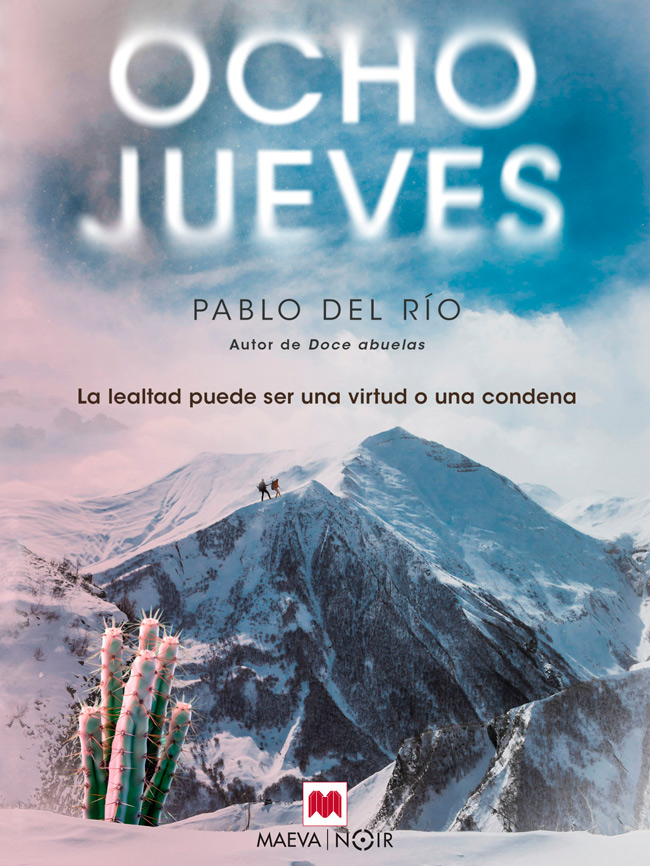 OCHO
JUEVES
PABLO DEL RÍO
Autor de Doce abuelas
La lealtad puede ser una virtud o una condena
MAEVA | NOIR